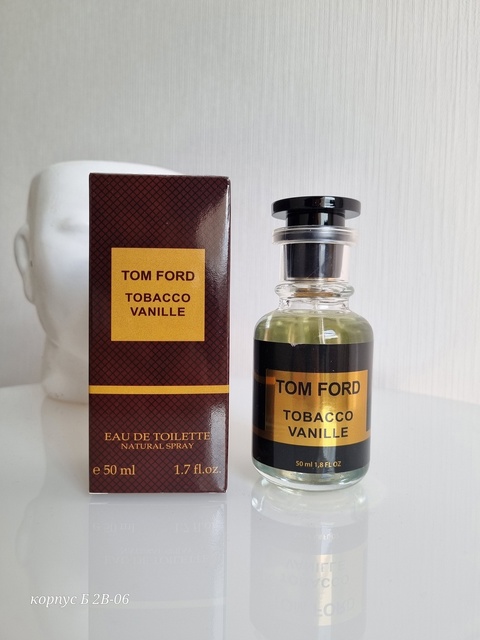 TOM FORD
TOBACCO
VANILLE
EAU DE TOILETTE
NATURAL SPRAY
e 50 ml 1.7 fl.oz.
TOM FORD
TOBACCO
VANILLE
50 ml 1,8 FL OZ
корпус Б 2В-06